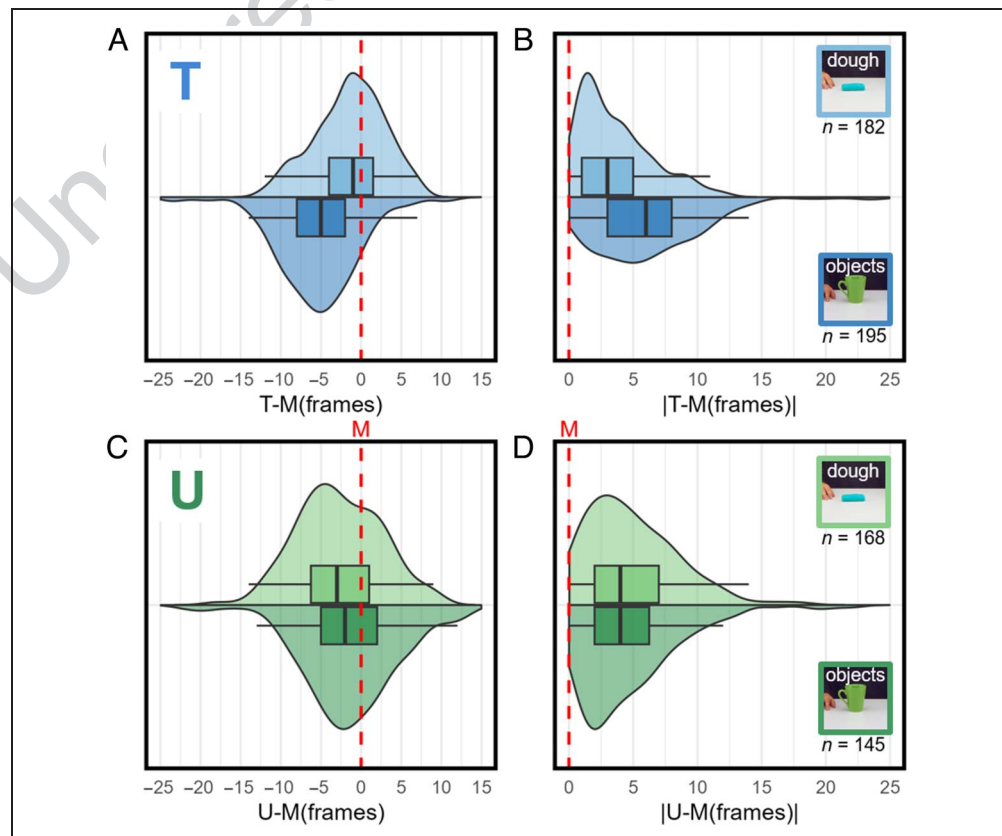 Un
A
B
T
dough
n = 182
objects
n = 195
−25 −20 −15 −10 −5 0 5 10 15
0 5 10 15 20 25
T-M(frames)
|T-M(frames)|
M
M
C
D
U
dough
n = 168
objects
n = 145
−25 −20 −15 −10 −5 0 5 10 15
0 5 10 15 20 25
U-M(frames)
|U-M(frames)|